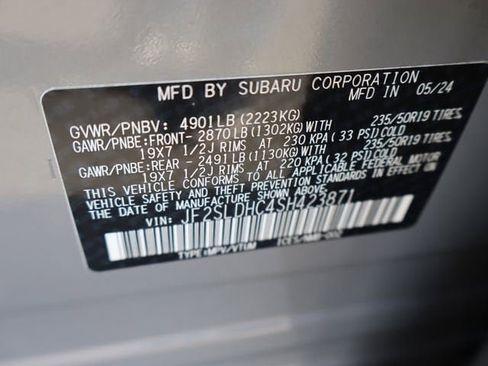 MFD BY SUBARU CORPORATION
MFD IN 05/24
GVWR/PNBV: 4901LB(2223KG)
GAWR/PNBE:FRONT- 2870LB(1302KG)WITH 235/50R19 TIRES,
19X7 1/2J RIMS AT 230 KPA (33 PSI)COLD
GAWR/PNBE:REAR - 2491LB(1130KG)WITH 235/50R19 TIRES,
19X7 1/2J RIMS AT 220 KPA (32 PSI)COLD
THIS VEHICLE CONFORMS TO ALL APPLICABLE FEDERAL MOTOR
VEHICLE SAFETY STANDARDS IN EFFECT ON THE DATE OF
MANUFACTURE SHOWN ABOVE.
VIN: JF2SLDHC4SH423871
TYPE:MPV/VTUM